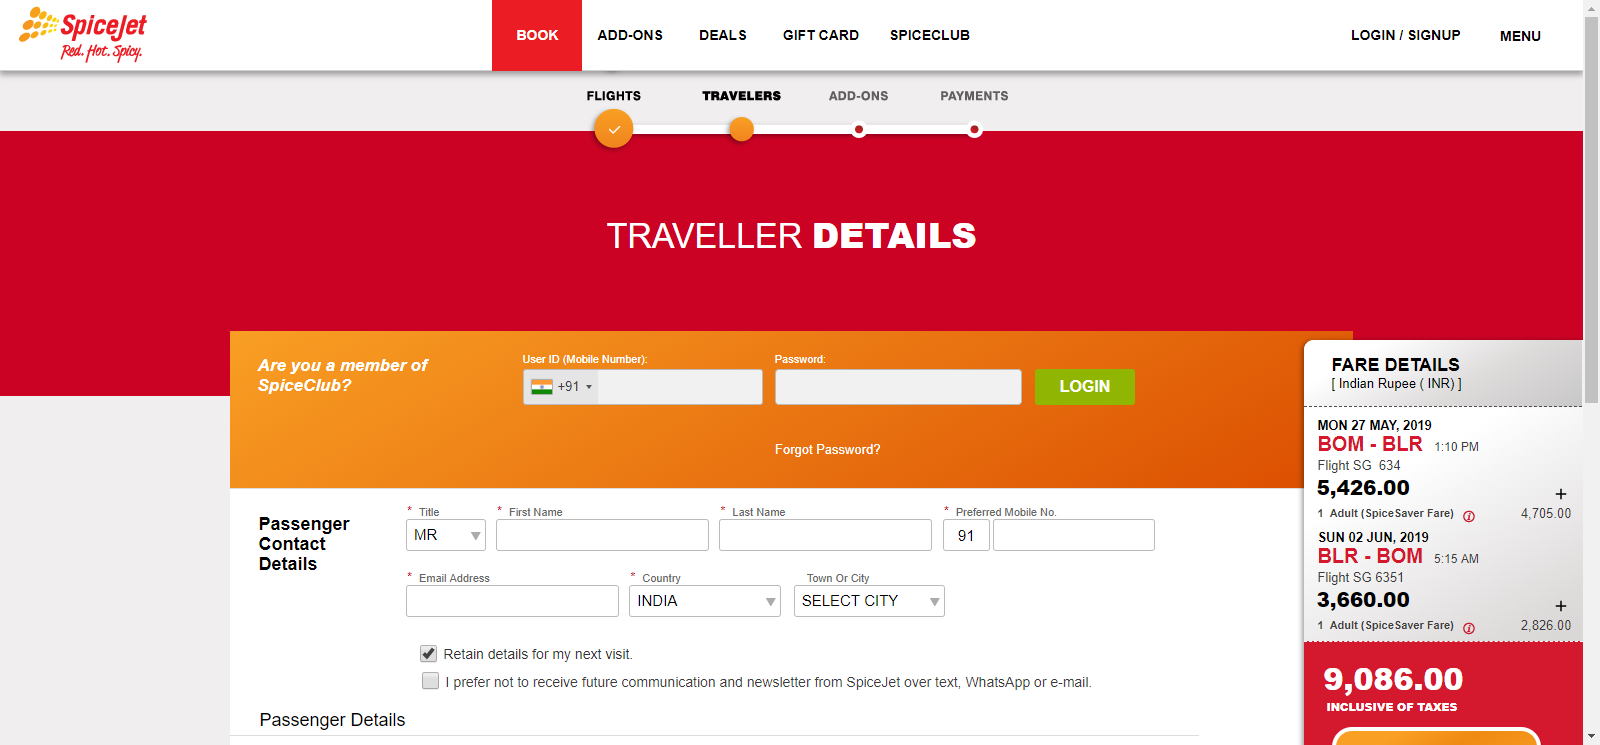 SpiceJet
Red. Hot. Spicy.
BOOK
ADD-ONS
DEALS
GIFT CARD
SPICECLUB
LOGIN / SIGNUP
MENU
FLIGHTS
TRAVELERS
ADD-ONS
PAYMENTS
TRAVELLER DETAILS
Are you a member of
SpiceClub?
User ID (Mobile Number):
+91
Password:
LOGIN
Forgot Password?
Passenger
Contact
Details
* Title
MR
* First Name
* Last Name
* Preferred Mobile No.
91
* Email Address
* Country
INDIA
Town Or City
SELECT CITY
Retain details for my next visit.
I prefer not to receive future communication and newsletter from SpiceJet over text, WhatsApp or e-mail.
Passenger Details
FARE DETAILS
[ Indian Rupee ( INR) ]
MON 27 MAY, 2019
BOM - BLR 1:10 PM
Flight SG 634
5,426.00 +
1 Adult (SpiceSaver Fare) i 4,705.00
SUN 02 JUN, 2019
BLR - BOM 5:15 AM
Flight SG 6351
3,660.00 +
1 Adult (SpiceSaver Fare) i 2,826.00
9,086.00
INCLUSIVE OF TAXES